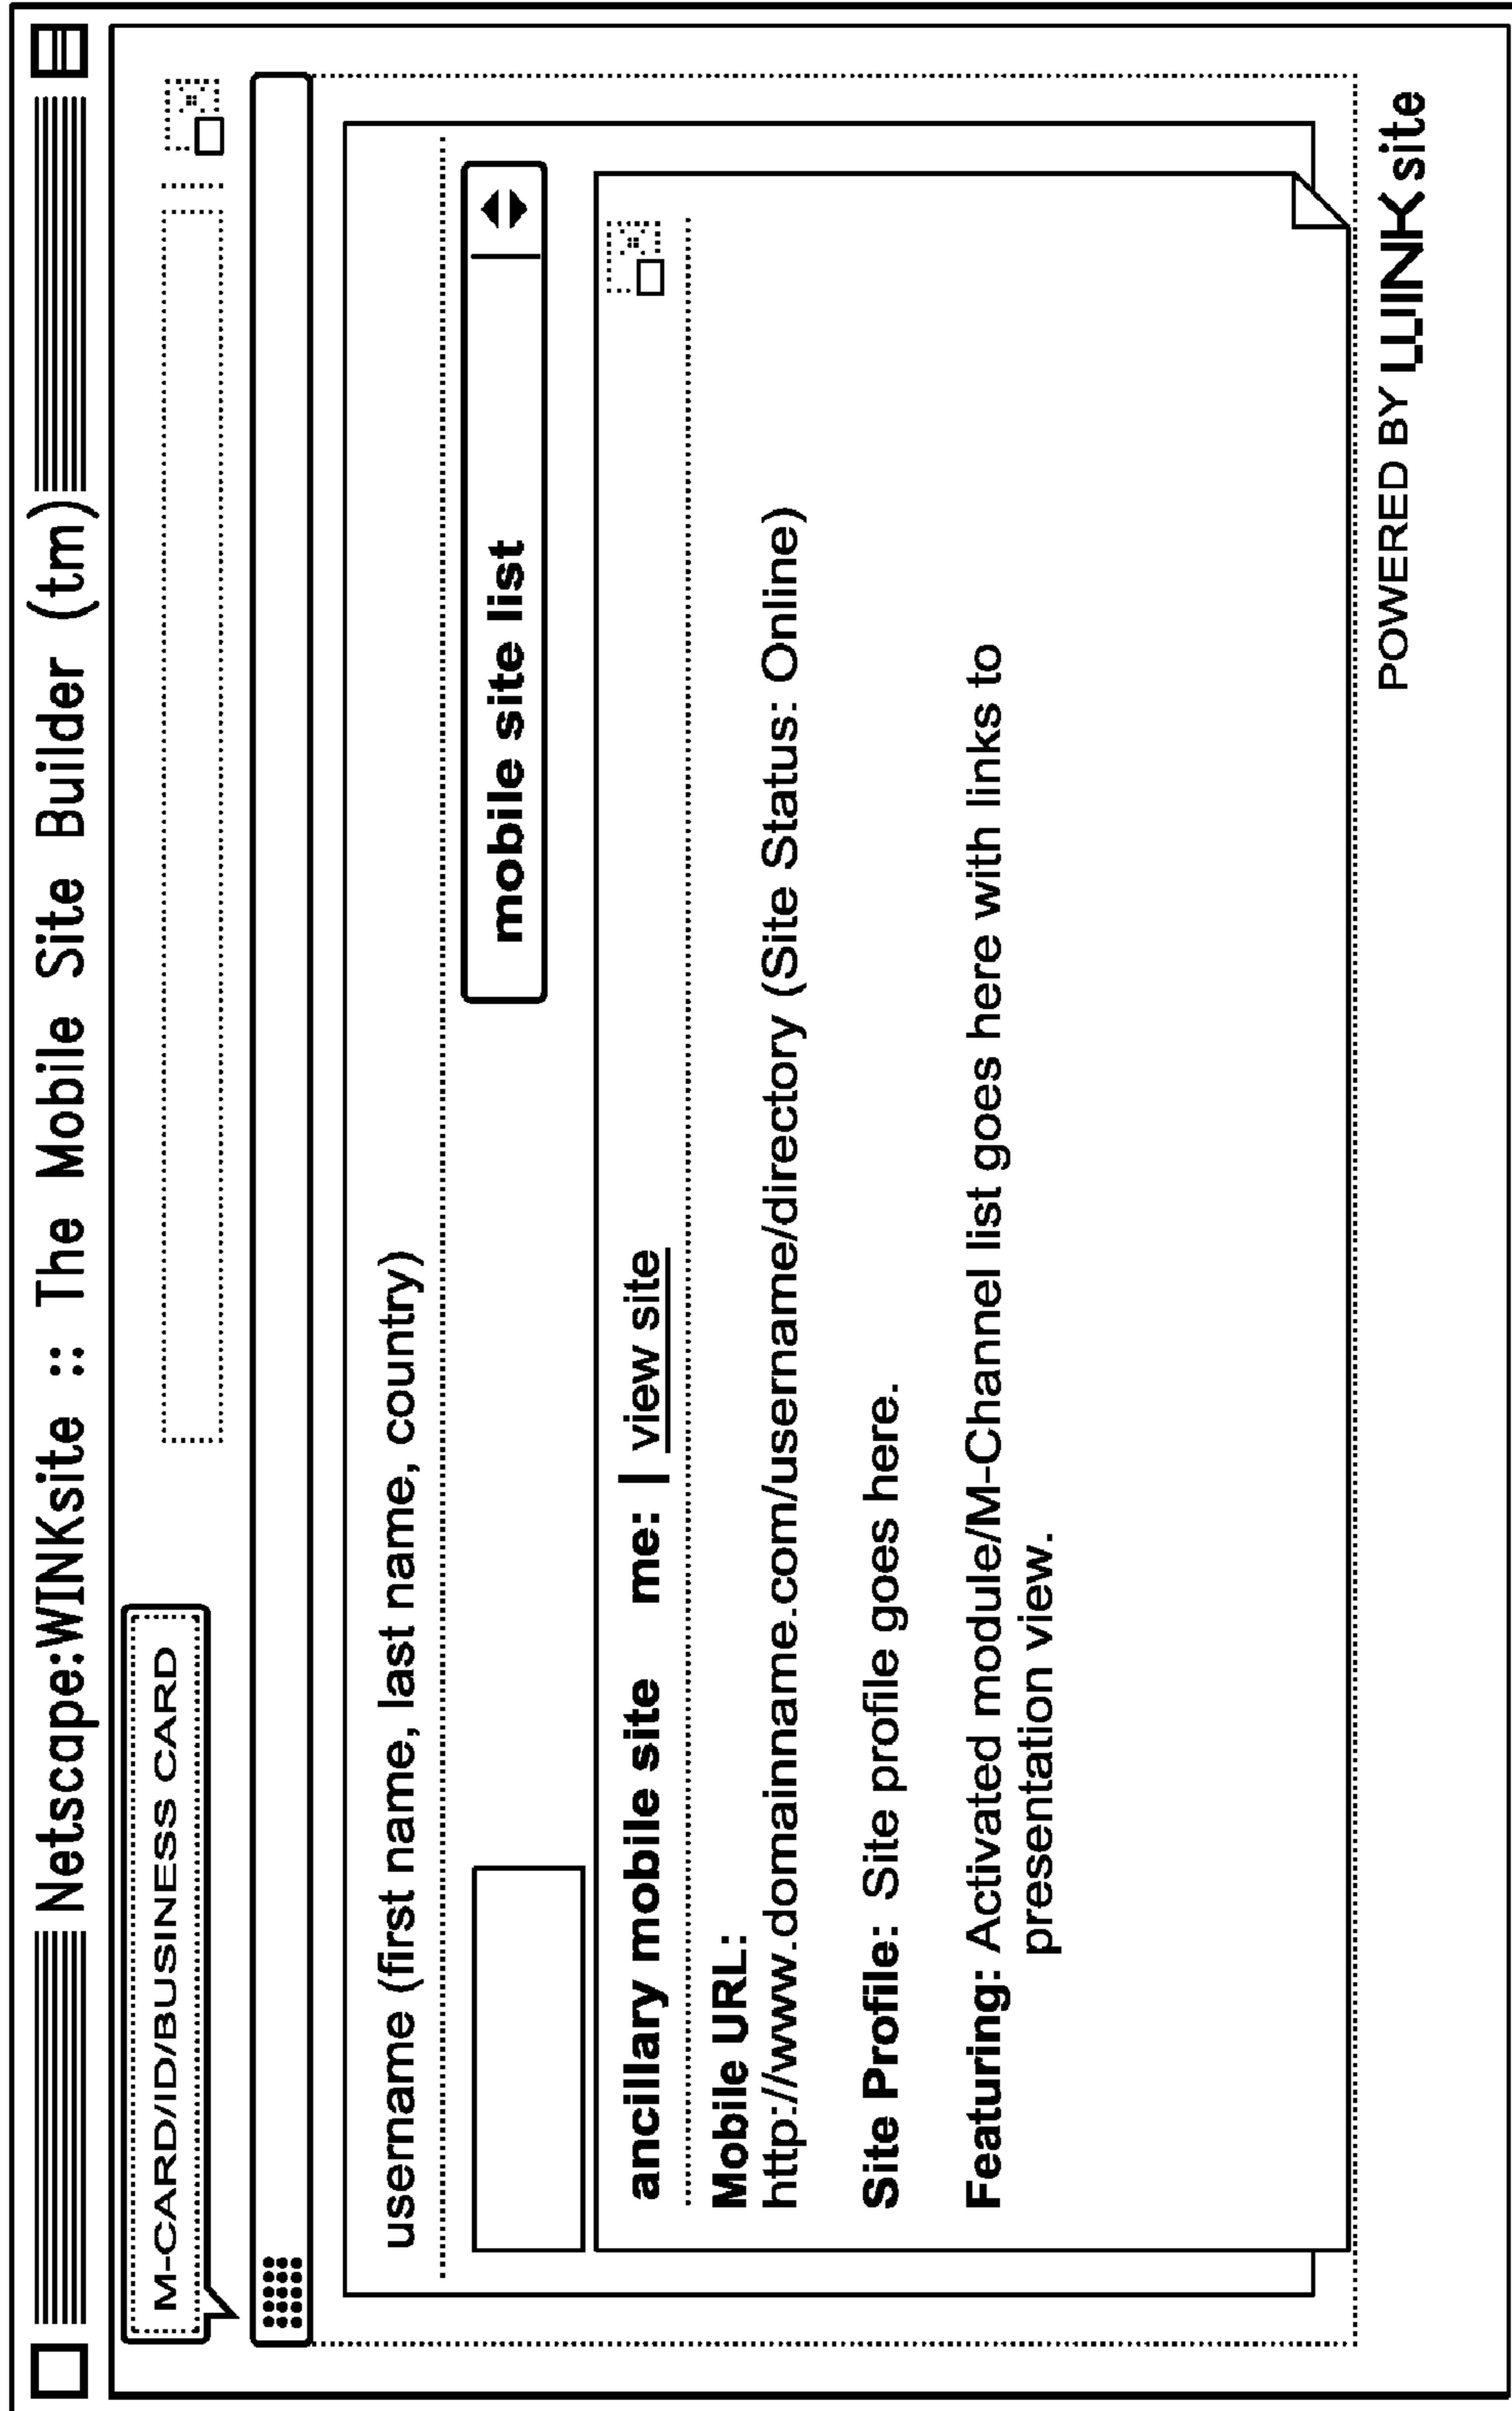 Netscape:WINKsite :: The Mobile Site Builder (tm)
M-CARD/ID/BUSINESS CARD
username (first name, last name, country)
mobile site list
ancillary mobile site me: | view site
Mobile URL:
http://www.domainname.com/username/directory (Site Status: Online)
Site Profile: Site profile goes here.
Featuring: Activated module/M-Channel list goes here with links to
presentation view.
POWERED BY WINKsite